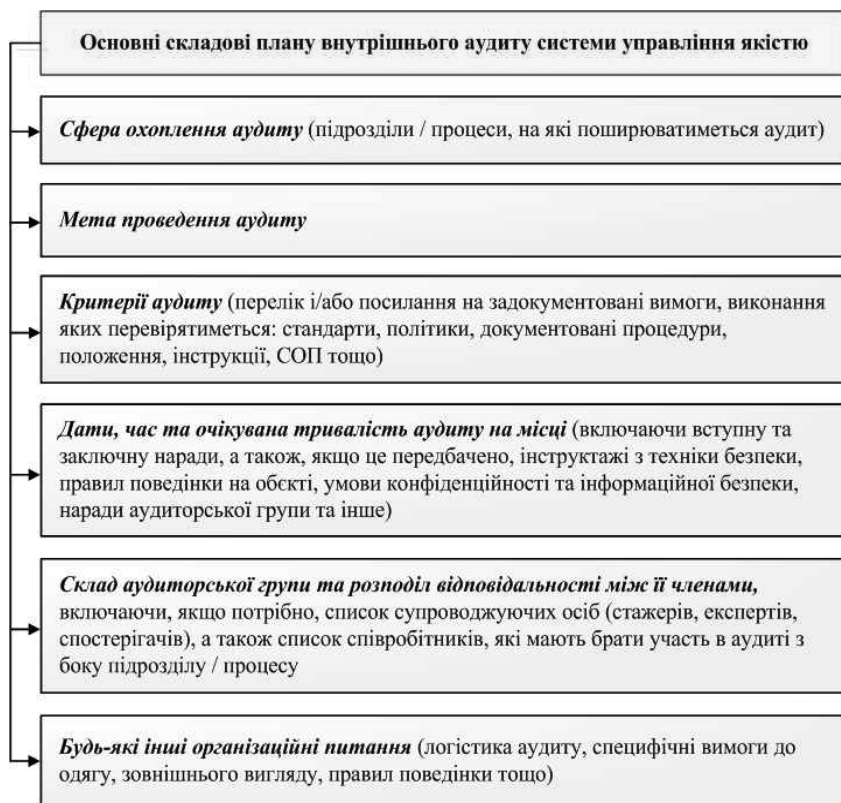 Основні складові плану внутрішнього аудиту системи управління якістю
Сфера охоплення аудиту (підрозділи / процеси, на які поширюватиметься аудит)
Мета проведення аудиту
Критерії аудиту (перелік і/або посилання на задокументовані вимоги, виконання
яких перевірятиметься: стандарти, політики, документовані процедури,
положення, інструкції, СОП тощо)
Дати, час та очікувана тривалість аудиту на місці (включаючи вступну та
заключну наради, а також, якщо це передбачено, інструктажі з техніки безпеки,
правил поведінки на обєкті, умови конфіденційності та інформаційної безпеки,
наради аудиторської групи та інше)
Склад аудиторської групи та розподіл відповідальності між її членами,
включаючи, якщо потрібно, список супроводжуючих осіб (стажерів, експертів,
спостерігачів), а також список співробітників, які мають брати участь в аудиті з
боку підрозділу / процесу
Будь-які інші організаційні питання (логістика аудиту, специфічні вимоги до
одягу, зовнішнього вигляду, правил поведінки тощо)